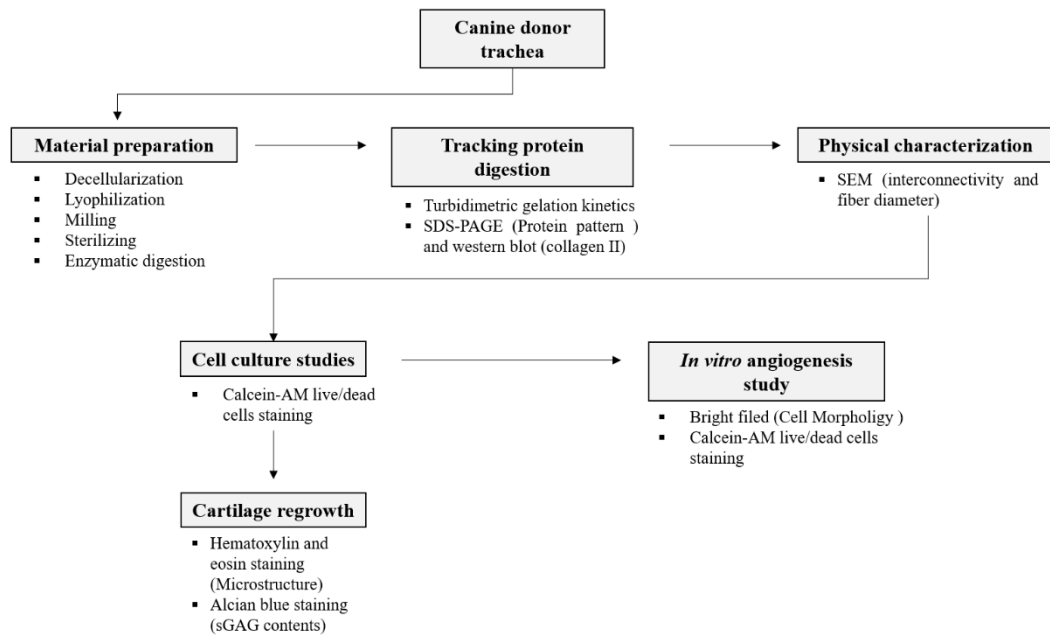 Canine donor
trachea
Material preparation
▪ Decellularization
▪ Lyophilization
▪ Milling
▪ Sterilizing
▪ Enzymatic digestion
Tracking protein
digestion
▪ Turbidimetric gelation kinetics
▪ SDS-PAGE (Protein pattern )
and western blot (collagen II)
Physical characterization
▪ SEM (interconnectivity and
fiber diameter)
Cell culture studies
▪ Calcein-AM live/dead
cells staining
In vitro angiogenesis
study
▪ Bright filed (Cell Morpholigy )
▪ Calcein-AM live/dead cells
staining
Cartilage regrowth
▪ Hematoxylin and
eosin staining
(Microstructure)
▪ Alcian blue staining
(sGAG contents)